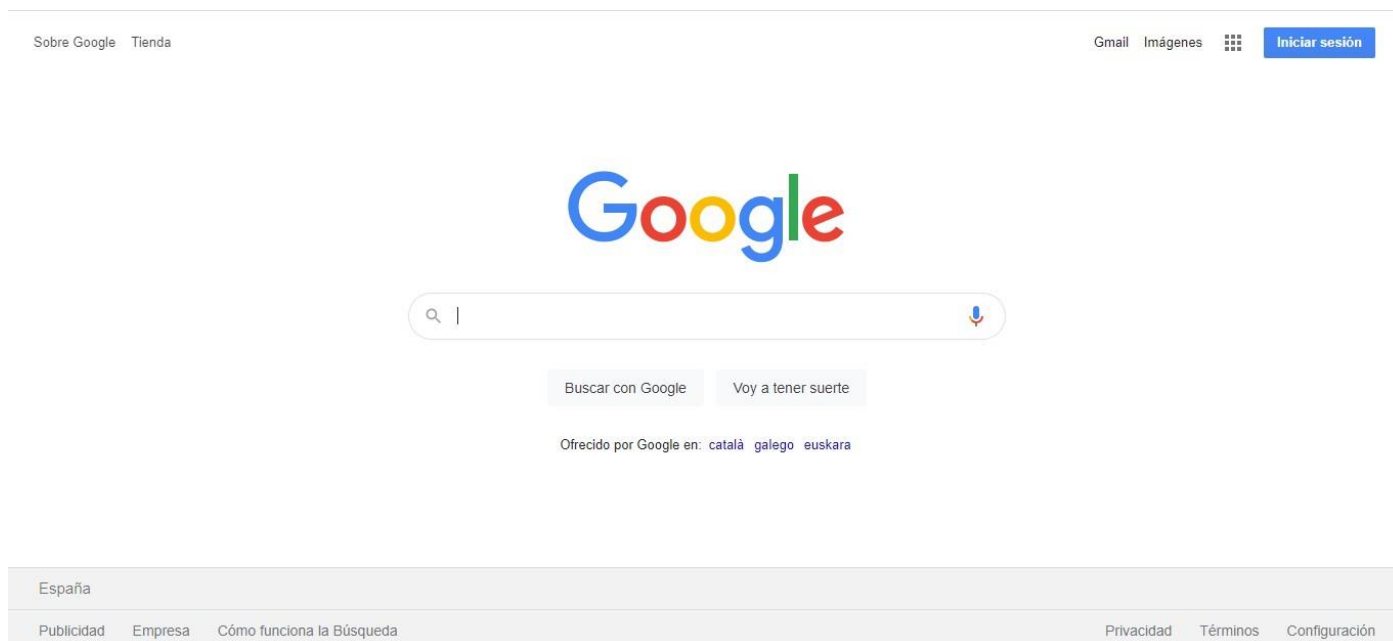 Sobre Google Tienda Gmail Imágenes Iniciar sesión
Google
Buscar con Google Voy a tener suerte
Ofrecido por Google en: català galego euskara
España
Publicidad Empresa Cómo funciona la Búsqueda Privacidad Términos Configuración